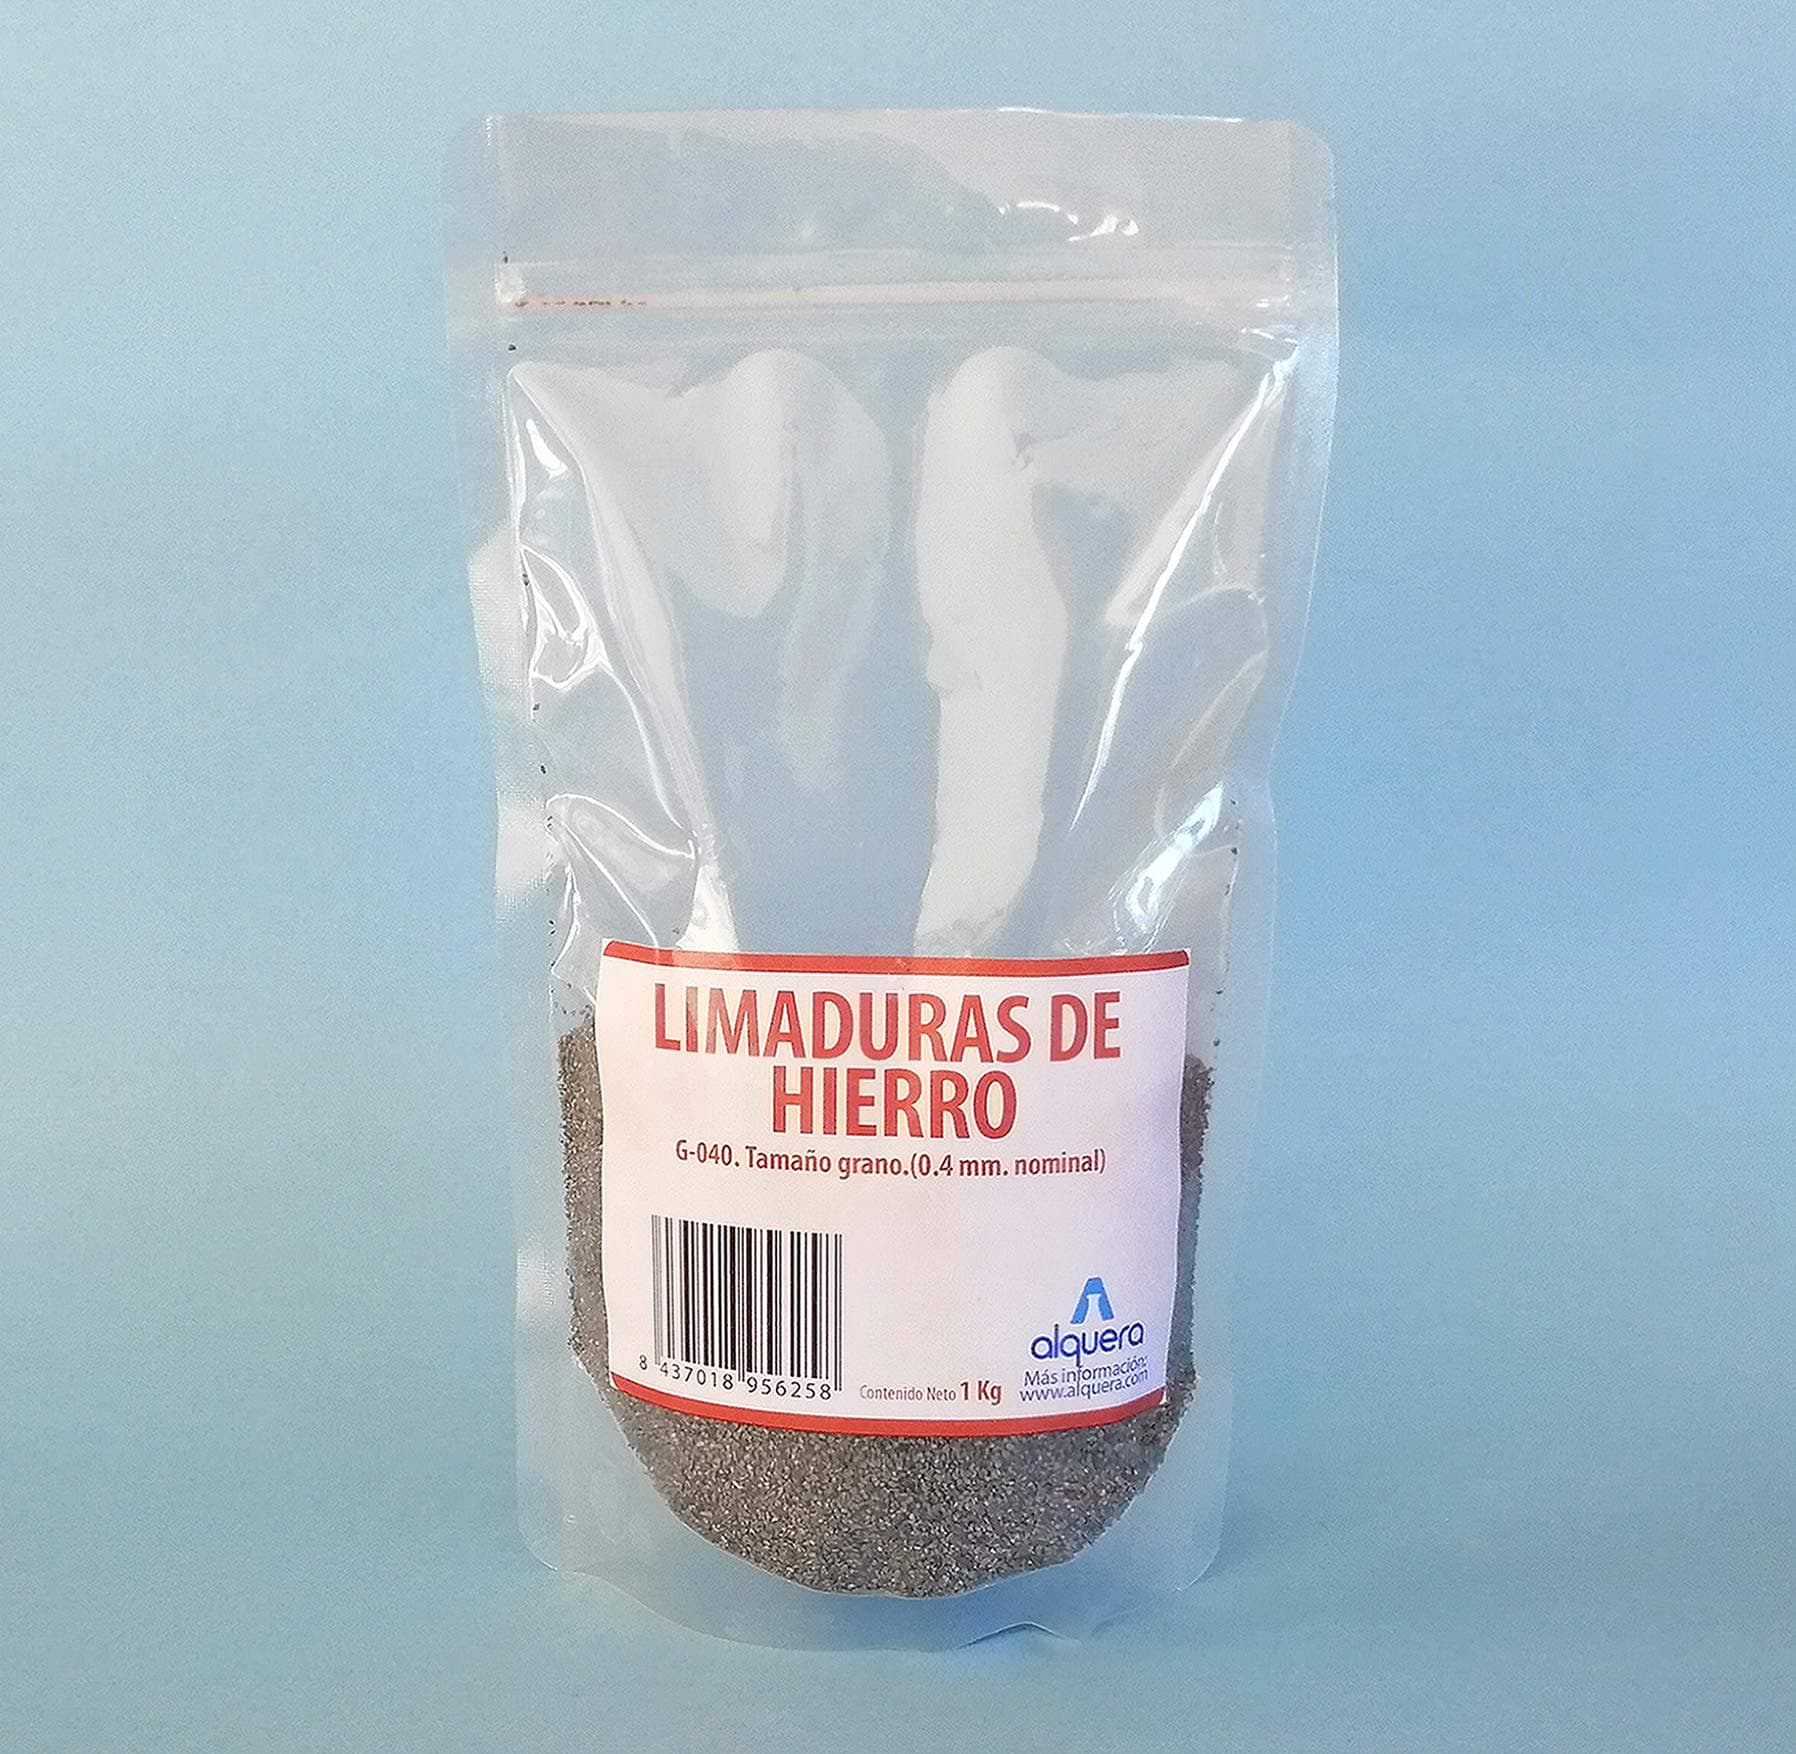 LIMADURAS DE
HIERRO
G-040. Tamaño grano.(0.4 mm. nominal)
8 437018 956258
Contenido Neto 1 Kg
alquera
Más información:
www.alquera.com